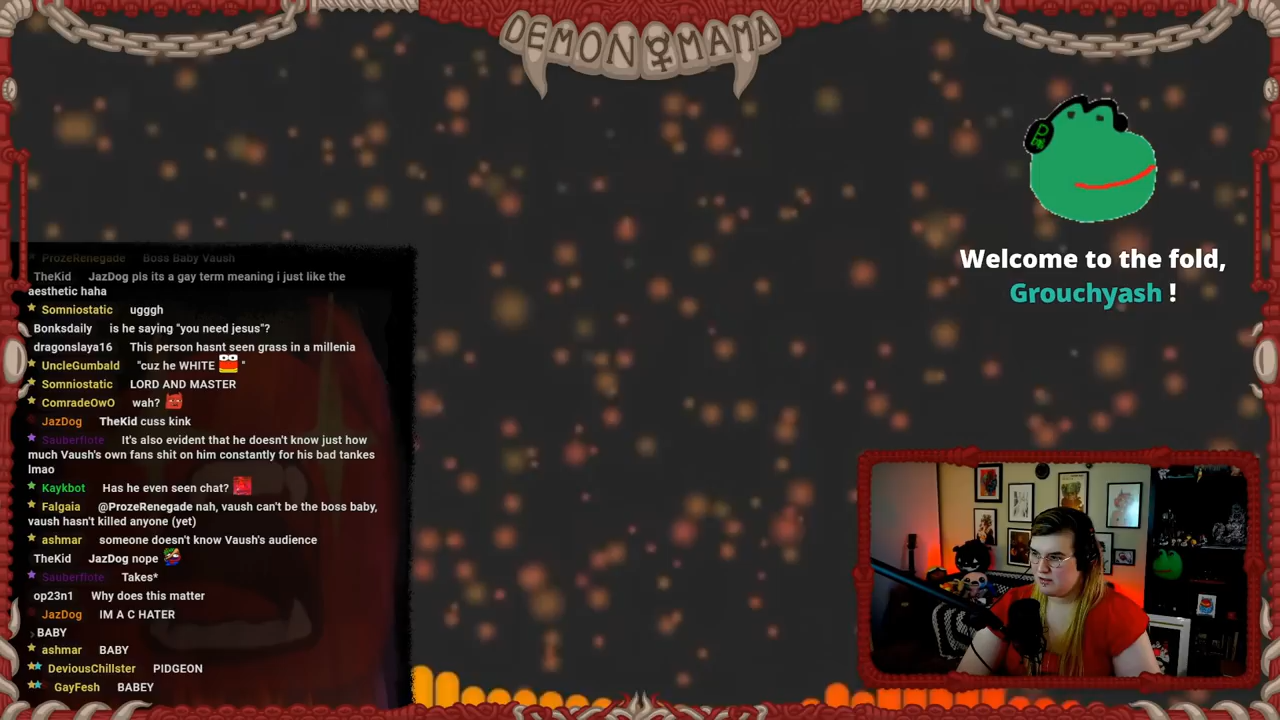 DEMON MAMA
Welcome to the fold,
Grouchyash !
ProzeRenegade Boss Baby Vaush
TheKid JazDog pls its a gay term meaning i just like the
aesthetic haha
Somniostatic ugggh
Bonksdaily is he saying "you need jesus"?
dragonslaya16 This person hasnt seen grass in a millenia
UncleGumbald "cuz he WHITE "
Somniostatic LORD AND MASTER
ComradeOwO wah?
JazDog TheKid cuss kink
Sauberflote It's also evident that he doesn't know just how
much Vaush's own fans shit on him constantly for his bad tankes
lmao
Kaykbot Has he even seen chat?
Falgaia @ProzeRenegade nah, vaush can't be the boss baby,
vaush hasn't killed anyone (yet)
ashmar someone doesn't know Vaush's audience
TheKid JazDog nope
Sauberflote Takes*
op23n1 Why does this matter
JazDog IM A C HATER
BABY
ashmar BABY
DeviousChillster PIDGEON
GayFesh BABEY